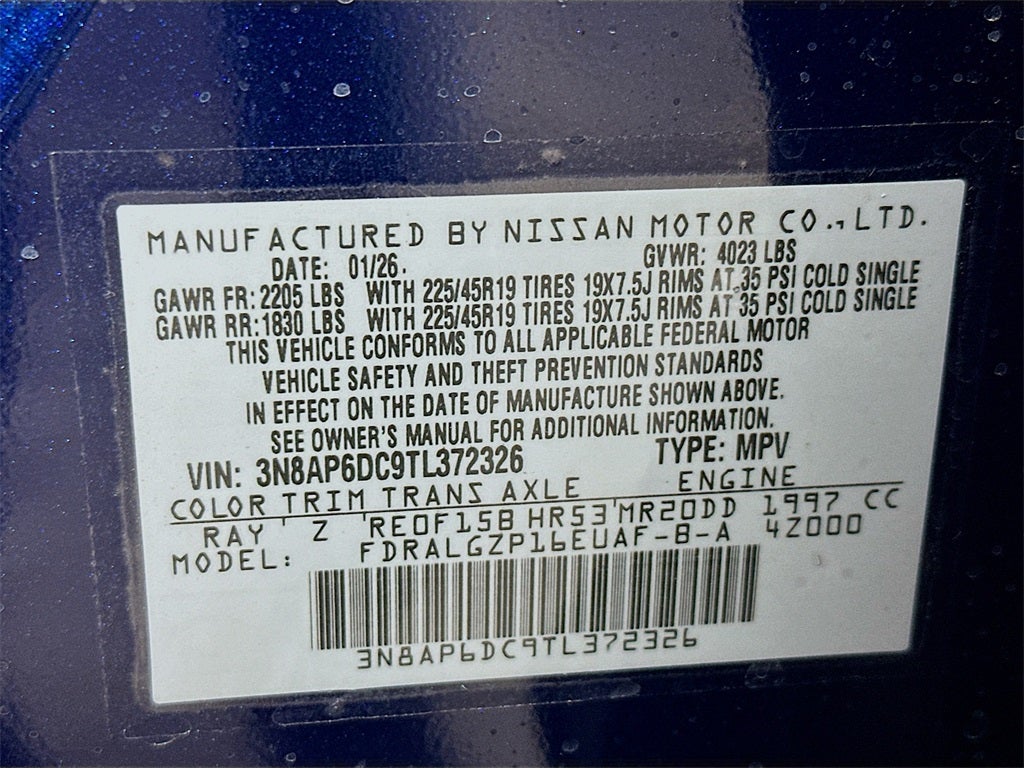 MANUFACTURED BY NISSAN MOTOR CO., LTD.
DATE: 01/26. GVWR: 4023 LBS
GAWR FR: 2205 LBS WITH 225/45R19 TIRES 19X7.5J RIMS AT 35 PSI COLD SINGLE
GAWR RR: 1830 LBS WITH 225/45R19 TIRES 19X7.5J RIMS AT 35 PSI COLD SINGLE
THIS VEHICLE CONFORMS TO ALL APPLICABLE FEDERAL MOTOR
VEHICLE SAFETY AND THEFT PREVENTION STANDARDS
IN EFFECT ON THE DATE OF MANUFACTURE SHOWN ABOVE.
SEE OWNER'S MANUAL FOR ADDITIONAL INFORMATION.
VIN: 3N8AP6DC9TL372326 TYPE: MPV
COLOR TRIM TRANS AXLE ENGINE
RAY Z RE0F15B HR53 MR20DD 1997 CC
MODEL: FDRALGZP16EUAF-B-A 4Z000
3N8AP6DC9TL372326